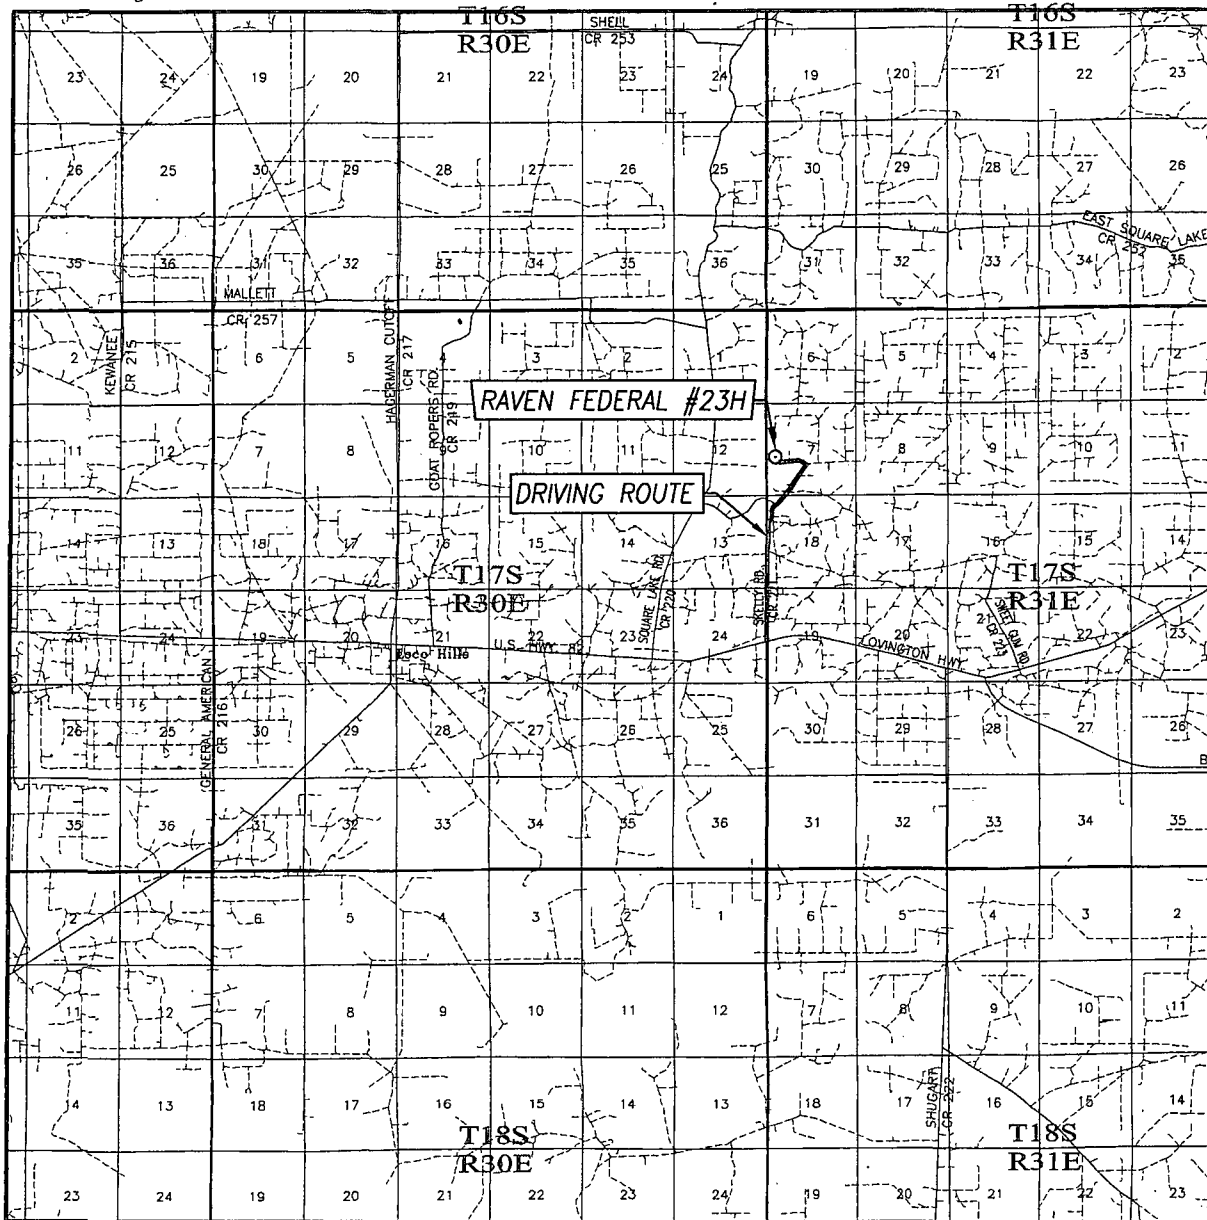 T16S
R30E
T16S
R31E
SHELL
CR 253
23 24 19 20 21 22 23 24 19 20 21 22 23
26 25 30 29 28 27 26 25 30 29 28 27 26
EAST SQUARE LAKE
CR 252
35 36 31 32 33 34 35 36 31 32 33 34 35
MALLETT
CR 257
KEWANEE
CR 215
HAGERMAN CUTOFF
CR 217
GOAT ROPERS RD.
CR 219
2 6 5 4 3 2 1 6 5 4 3 2
RAVEN FEDERAL #23H
11 12 7 8 9 10 11 12 7 8 9 10 11
DRIVING ROUTE
14 13 18 17 16 15 14 13 18 17 16 15 14
T17S
R30E
T17S
R31E
SQUARE LAKE RD.
CR 220
SKELLY RD.
CR 221
SKEET GUM RD.
23 24 19 20 21 22 23 24 19 20 22 23
Loco Hills
U.S. HWY 82
LOVINGTON HWY
GENERAL AMERICAN
CR 216
26 25 30 29 28 27 26 25 30 29 28 27 26
35 36 31 32 33 34 35 36 31 32 33 34 35
2 6 5 4 3 2 1 6 5 4 3 2
11 12 7 8 9 10 11 12 7 8 9 10 11
SHUGART
CR 222
14 13 18 17 16 15 14 13 18 17 16 15 14
T18S
R30E
T18S
R31E
23 24 19 20 21 22 23 24 19 20 21 22 23